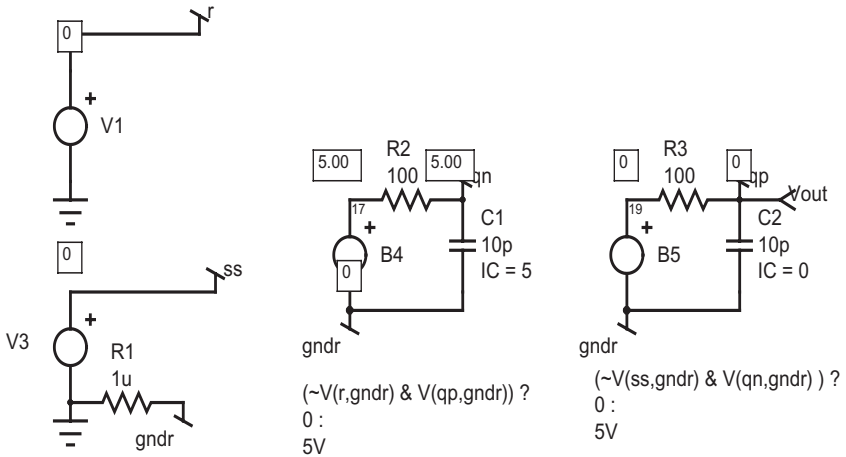 r
0
+
V1
0
ss
+
V3
R1
1u
gndr
5.00
R2
100
5.00
qn
17
+
B4
0
C1
10p
IC = 5
gndr
(~V(r,gndr) & V(qp,gndr)) ?
0 :
5V
0
R3
100
0
qp
Vout
19
+
B5
C2
10p
IC = 0
gndr
(~V(ss,gndr) & V(qn,gndr) ) ?
0 :
5V